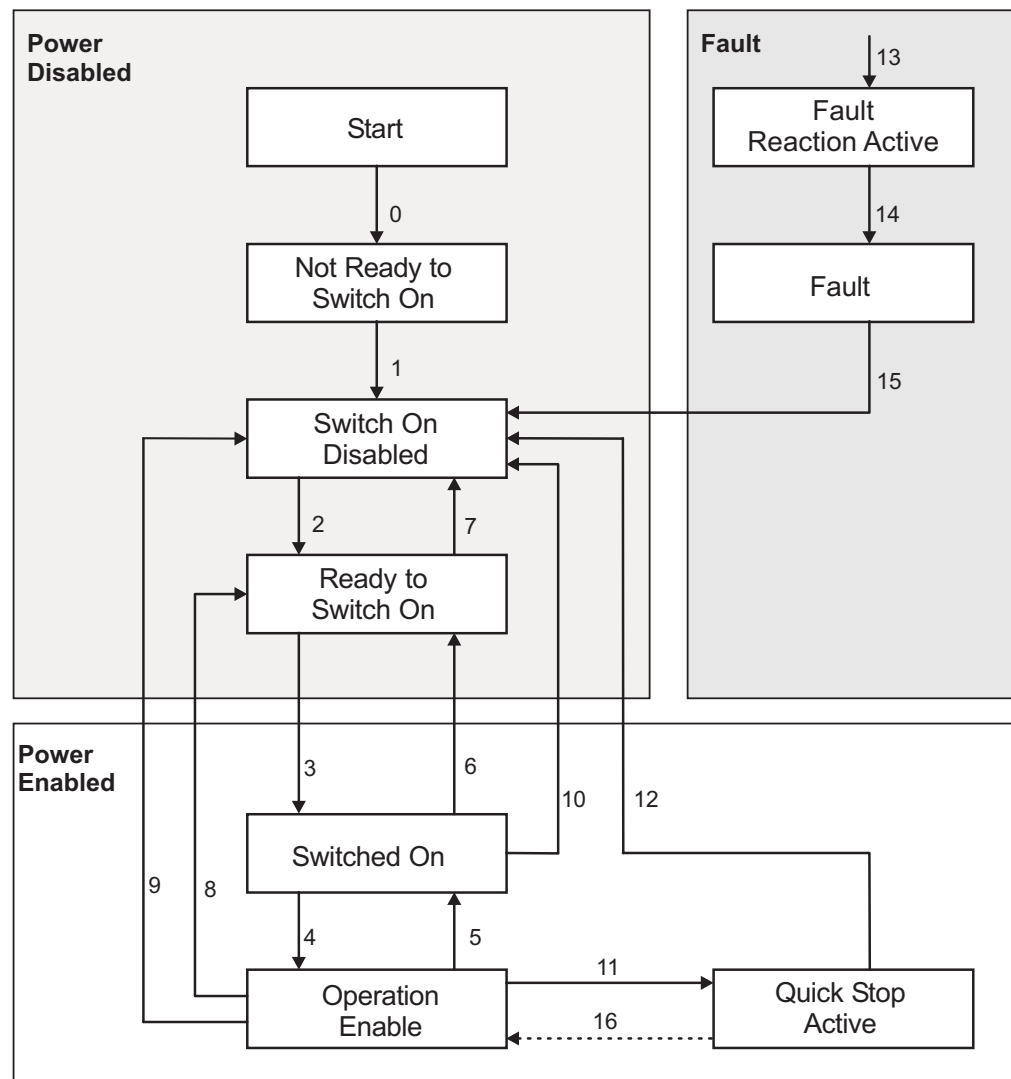 Power
Disabled
Start
0
Not Ready to
Switch On
1
Switch On
Disabled
2
7
Ready to
Switch On
Fault
13
Fault
Reaction Active
14
Fault
15
Power
Enabled
3
6
10
12
Switched On
9
8
4
5
11
Operation
Enable
16
Quick Stop
Active